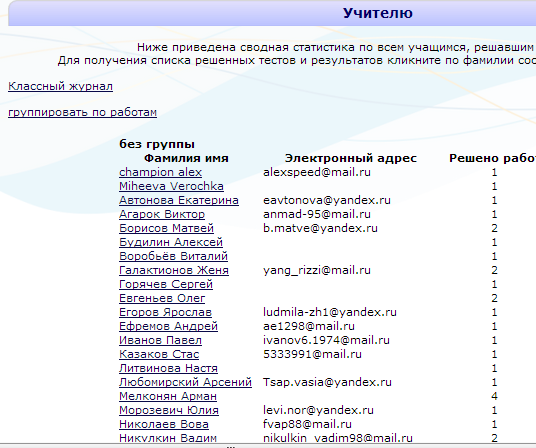 Учителю
Ниже приведена сводная статистика по всем учащимся, решавшим
Для получения списка решенных тестов и результатов кликните по фамилии
Классный журнал
группировать по работам
без группы
Фамилия имя Электронный адрес Решено
champion alex alexspeed@mail.ru 1
Miheeva Verochka 1
Автонова Екатерина eavtonova@yandex.ru 1
Агарок Виктор anmad-95@mail.ru 1
Борисов Матвей b.matve@yandex.ru 2
Будилин Алексей 1
Воробьёв Виталий 1
Галактионов Женя yang_rizzi@mail.ru 2
Горячев Сергей 1
Евгеньев Олег 2
Егоров Ярослав ludmila-zh1@yandex.ru 1
Ефремов Андрей ae1298@mail.ru 1
Иванов Павел ivanov6.1974@mail.ru 1
Казаков Стас 5333991@mail.ru 1
Литвинова Настя 1
Любомирский Арсений Tsap.vasia@yandex.ru 1
Мелконян Арман 4
Морозевич Юлия levi.nor@yandex.ru 1
Николаев Вова fvap88@mail.ru 1
Никулкин Вадим nikulkin_vadim98@mail.ru 2